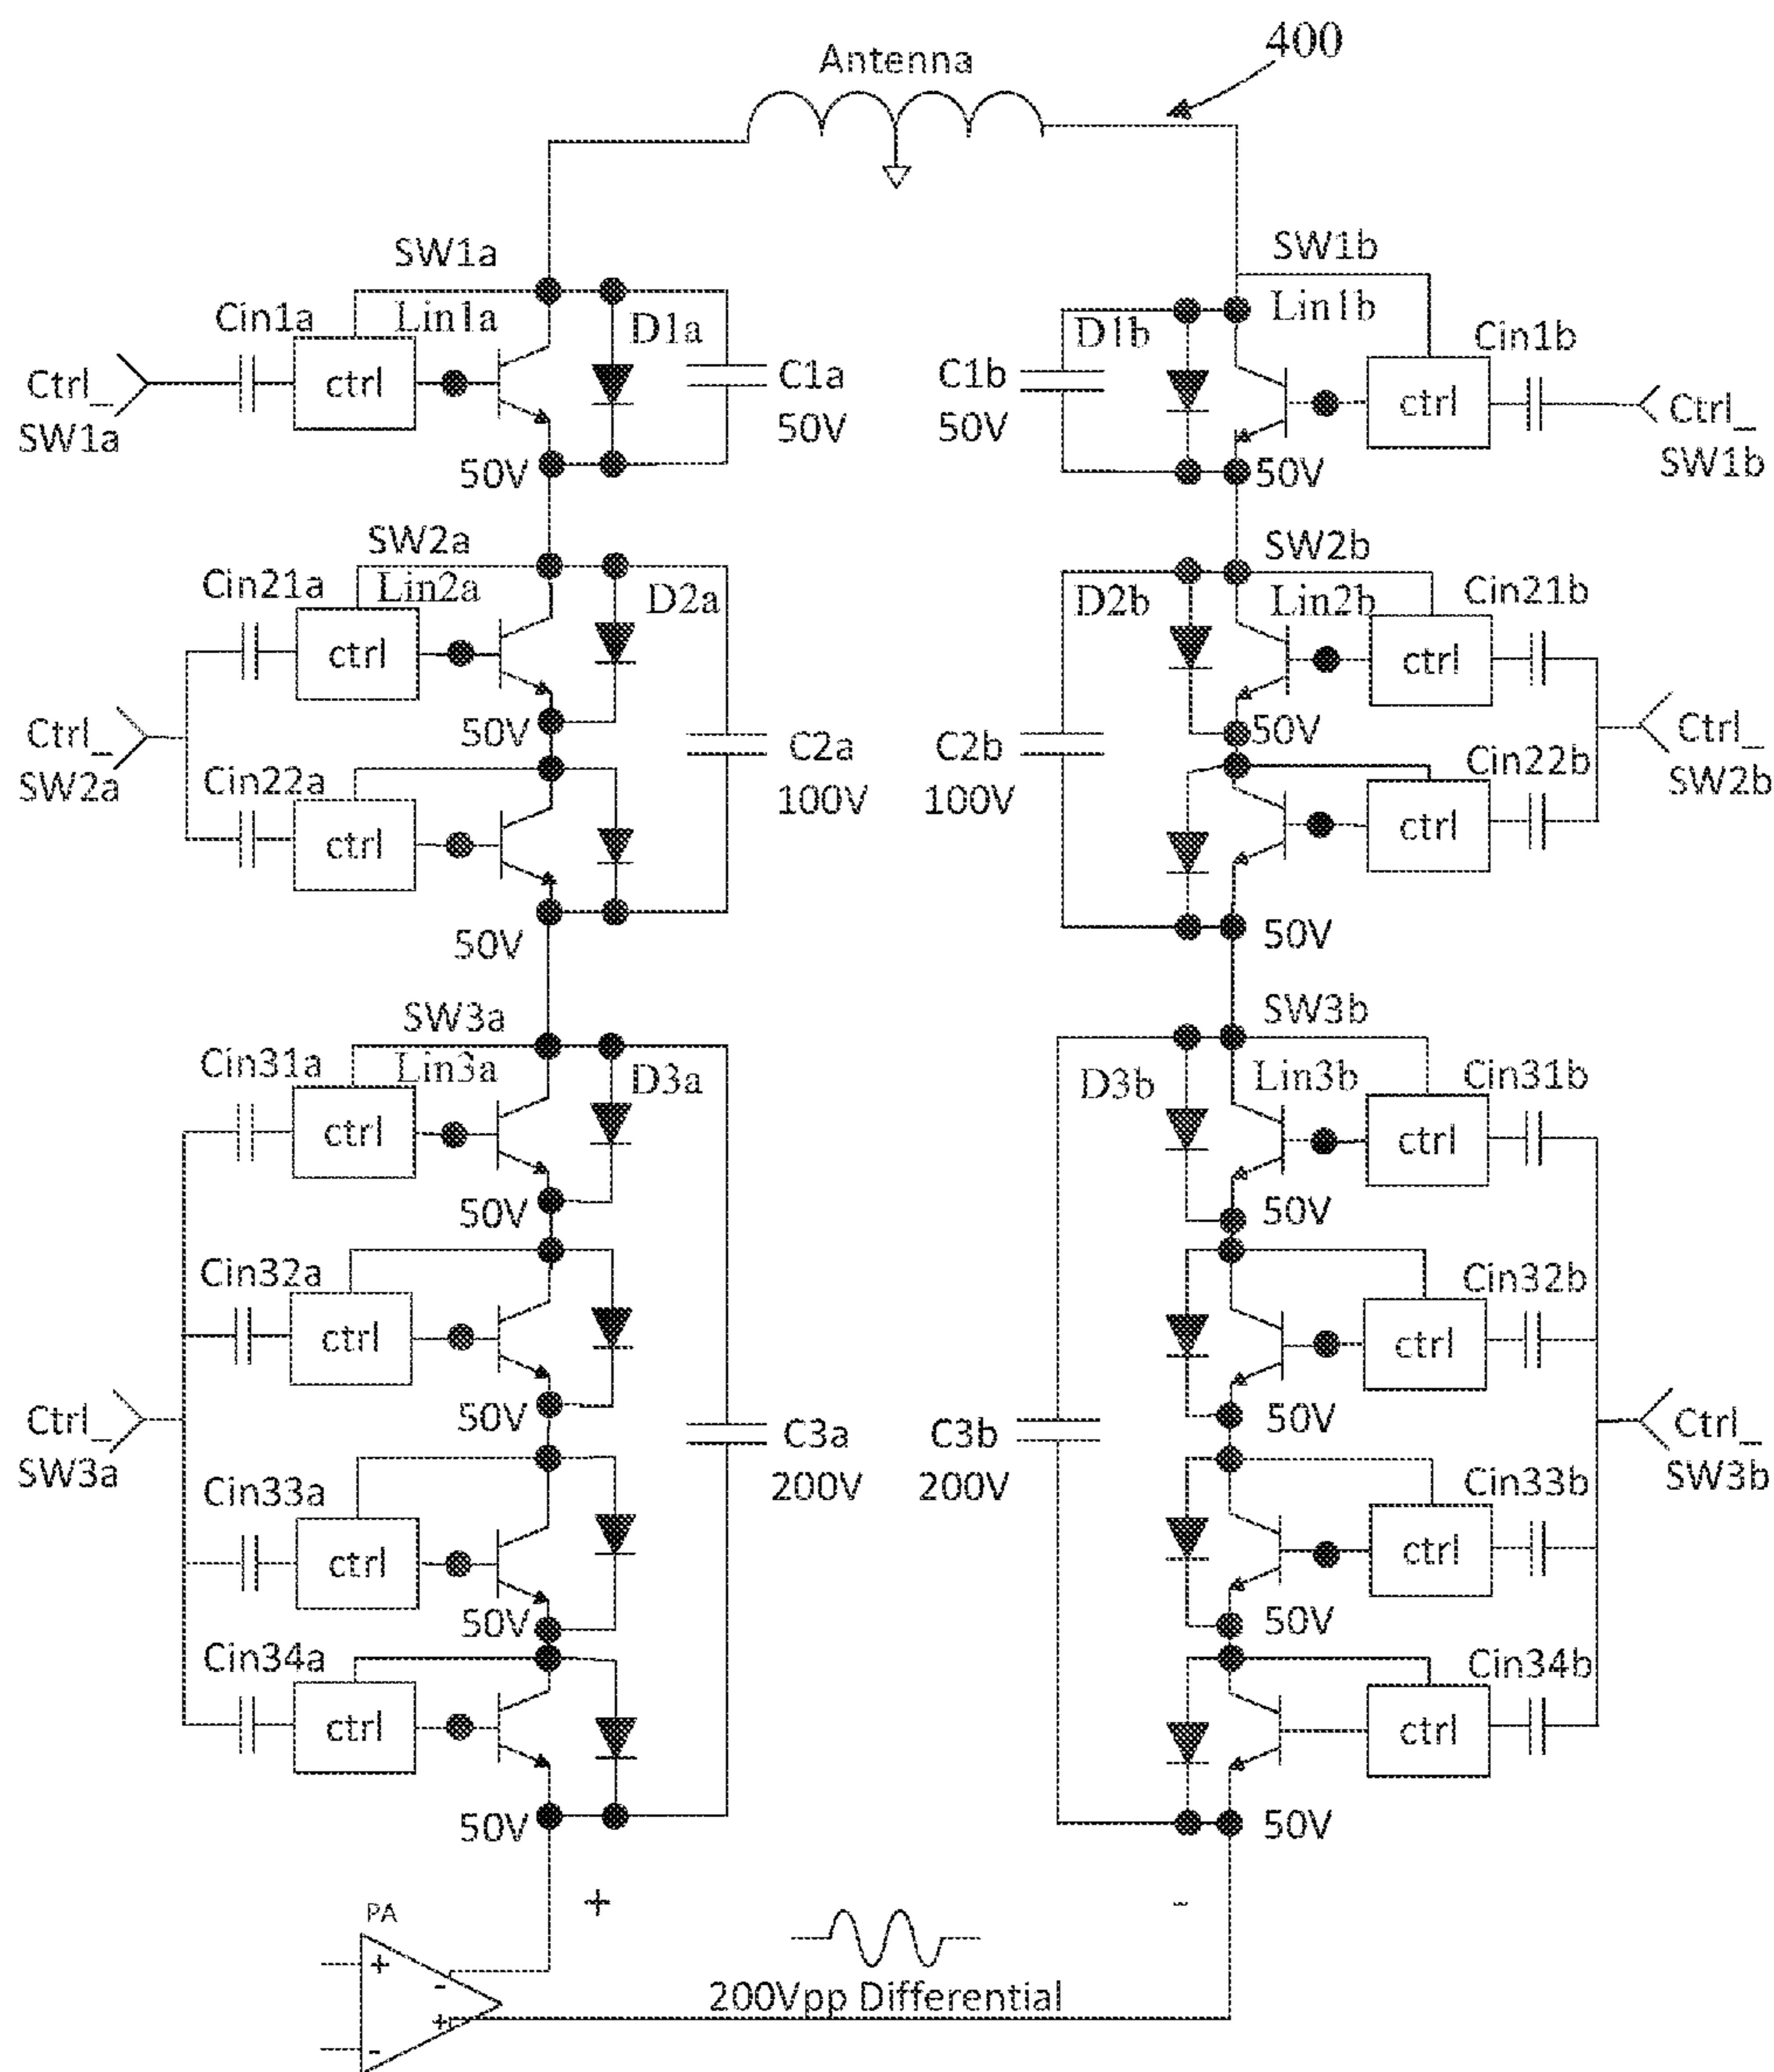 400
Antenna
SW1a
SW1b
Cin1a
Lin1a
D1a
D1b
Lin1b
Cin1b
Ctrl_
SW1a
ctrl
C1a
50V
C1b
50V
ctrl
Ctrl_
SW1b
50V
50V
SW2a
SW2b
Cin21a
Lin2a
D2a
D2b
Lin2b
Cin21b
ctrl
ctrl
50V
50V
Ctrl_
SW2a
C2a
100V
C2b
100V
Ctrl_
SW2b
Cin22a
Cin22b
ctrl
ctrl
50V
50V
SW3a
SW3b
Cin31a
Lin3a
D3a
D3b
Lin3b
Cin31b
ctrl
ctrl
50V
50V
Cin32a
Cin32b
ctrl
ctrl
50V
50V
Ctrl_
SW3a
C3a
200V
C3b
200V
Ctrl_
SW3b
Cin33a
Cin33b
ctrl
ctrl
50V
50V
Cin34a
Cin34b
ctrl
ctrl
50V
50V
+
-
PA
+
-
200Vpp Differential
+
-